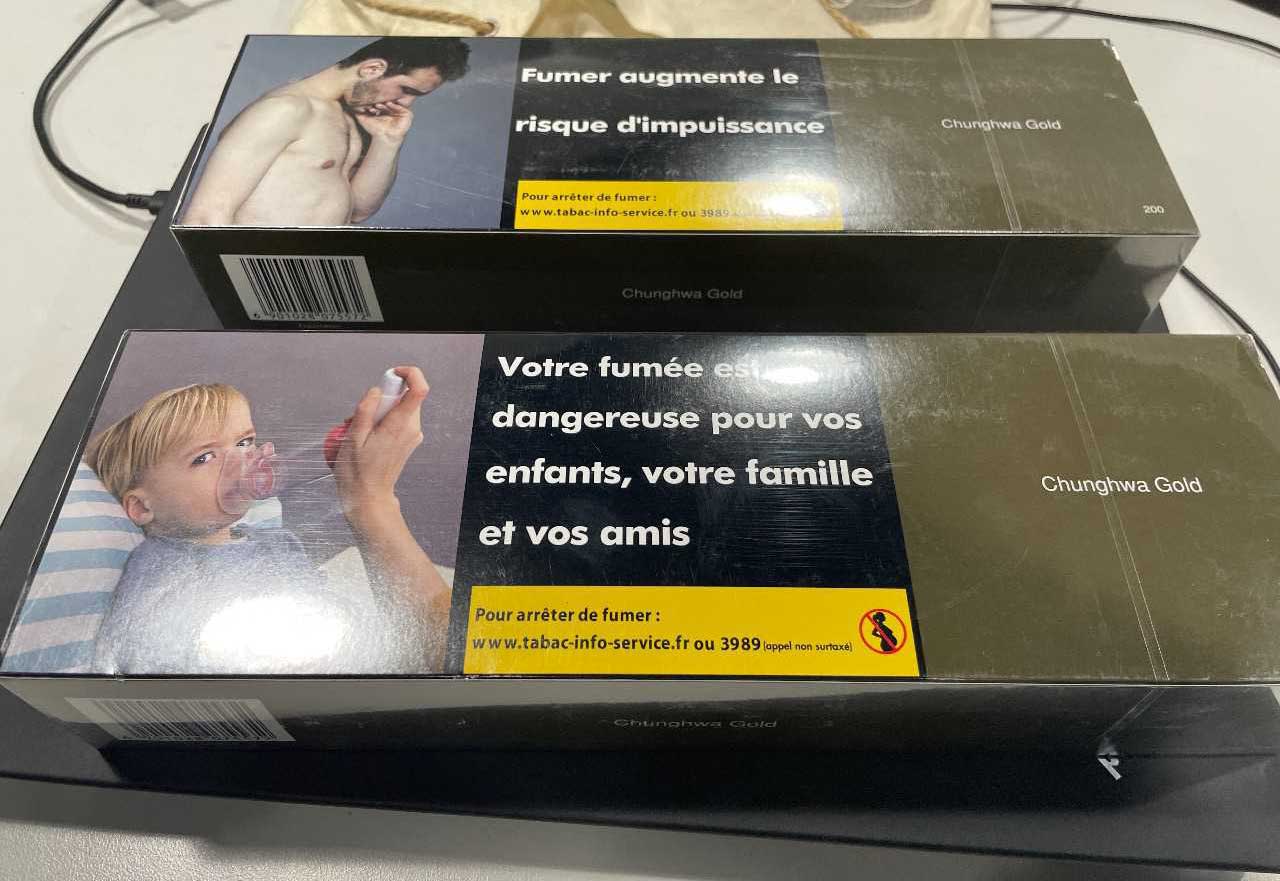 Fumer augmente le
risque d'impuissance
Pour arrêter de fumer :
www.tabac-info-service.fr ou 3989
Chunghwa Gold
200
Chunghwa Gold
Votre fumée est
dangereuse pour vos
enfants, votre famille
et vos amis
Pour arrêter de fumer :
www.tabac-info-service.fr ou 3989 (appel non surtaxé)
Chunghwa Gold
Chunghwa Gold